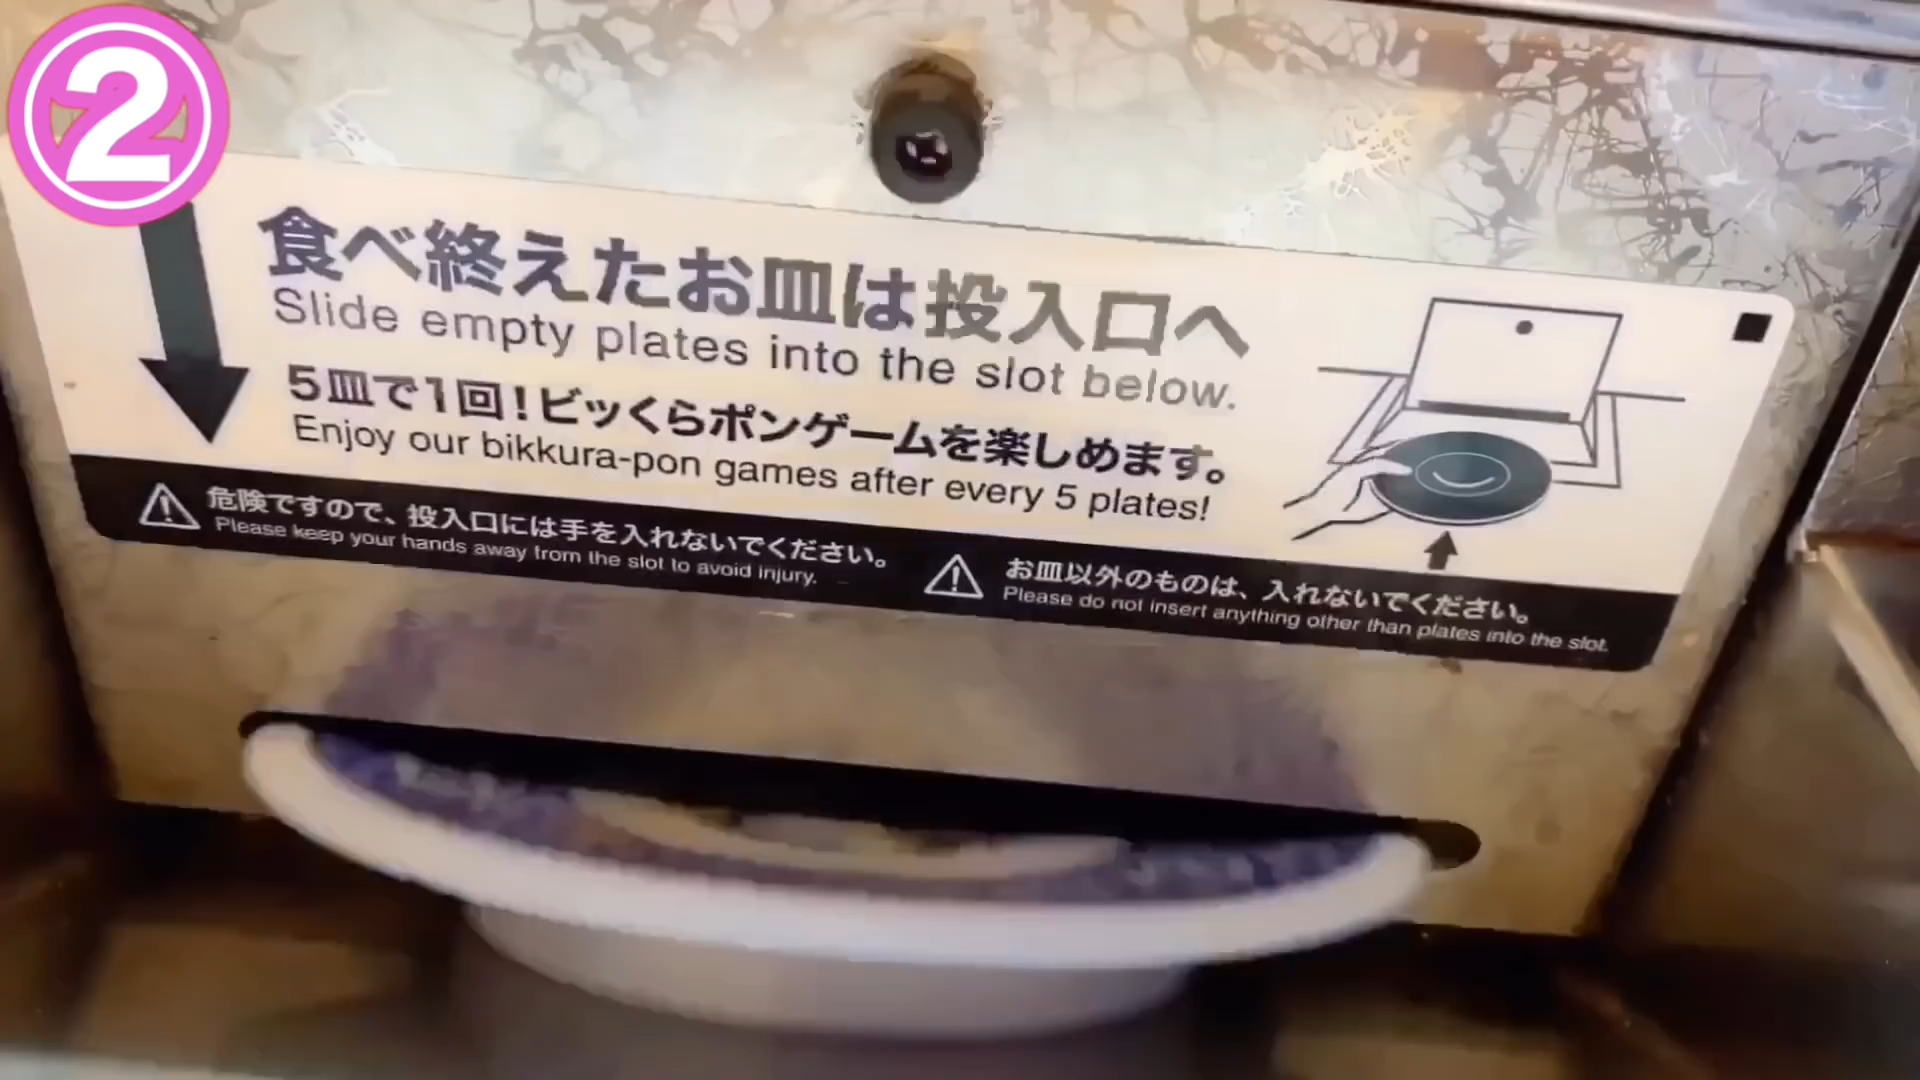 2
食べ終えたお皿は投入口へ
Slide empty plates into the slot below.
5皿で1回!ビッくらポンゲームを楽しめます。
Enjoy our bikkura-pon games after every 5 plates!
危険ですので、投入口には手を入れないでください。
Please keep your hands away from the slot to avoid injury.
お皿以外のものは、入れないでください。
Please do not insert anything other than plates into the slot.